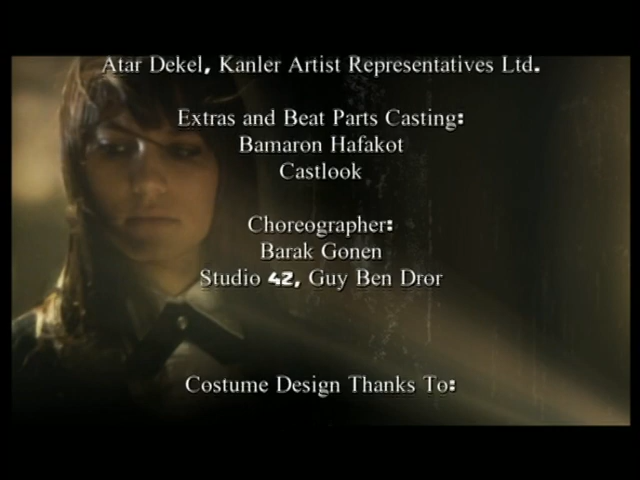 Atar Dekel, Kanler Artist Representatives Ltd.
Extras and Beat Parts Casting:
Bamaron Hafakot
Castlook
Choreographer:
Barak Gonen
Studio 42, Guy Ben Dror
Costume Design Thanks To: